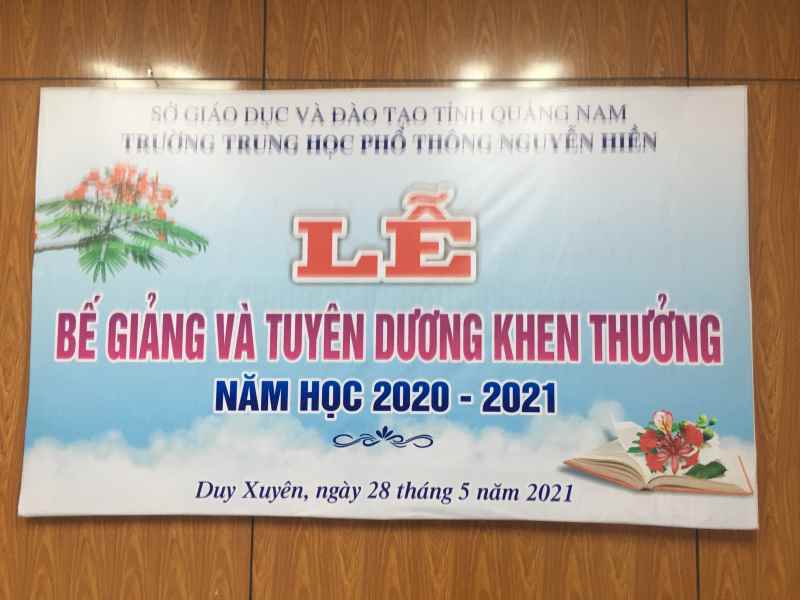 SỞ GIÁO DỤC VÀ ĐÀO TẠO TỈNH QUẢNG NAM
TRƯỜNG TRUNG HỌC PHỔ THÔNG NGUYỄN HIỀN
LỄ
BẾ GIẢNG VÀ TUYÊN DƯƠNG KHEN THƯỞNG
NĂM HỌC 2020 - 2021
Duy Xuyên, ngày 28 tháng 5 năm 2021